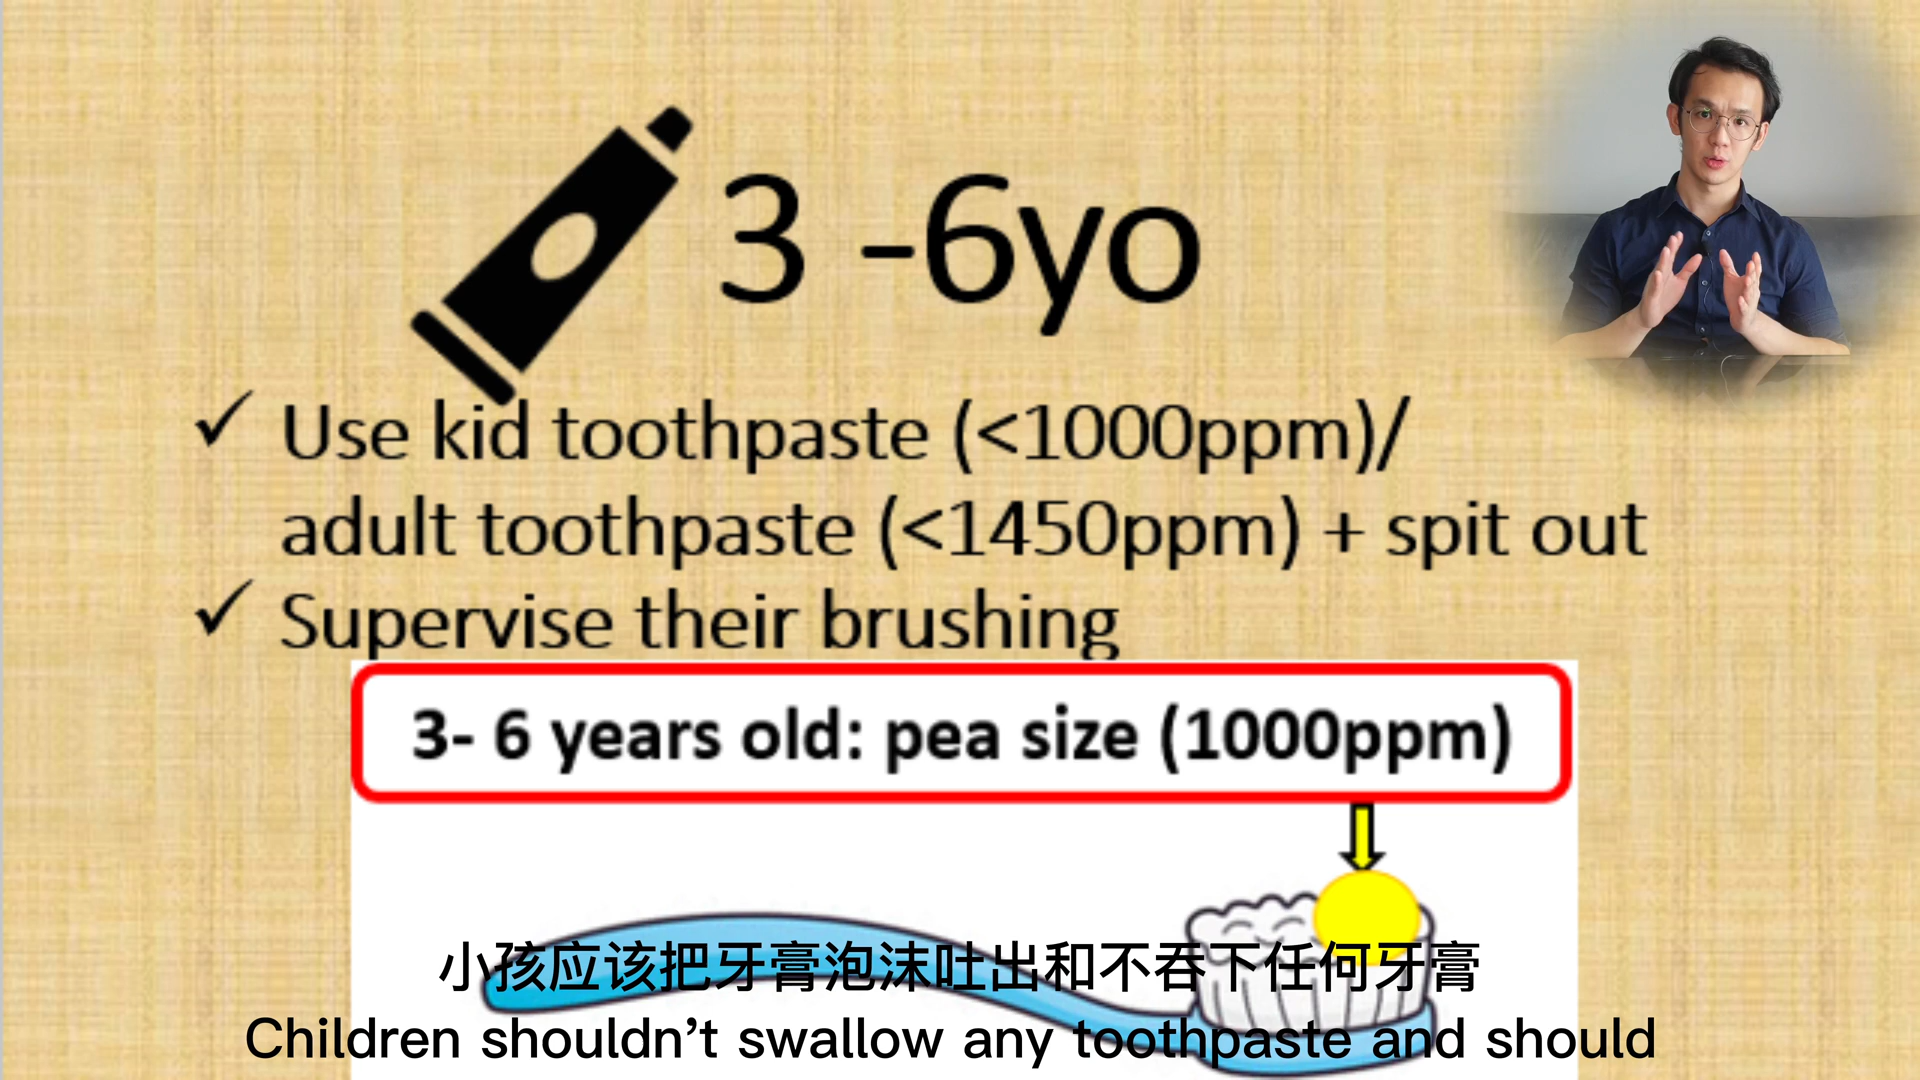 3 -6yo
✓ Use kid toothpaste (<1000ppm)/
adult toothpaste (<1450ppm) + spit out
✓ Supervise their brushing
3- 6 years old: pea size (1000ppm)
小孩应该把牙膏泡沫吐出和不吞下任何牙膏
Children shouldn’t swallow any toothpaste and should